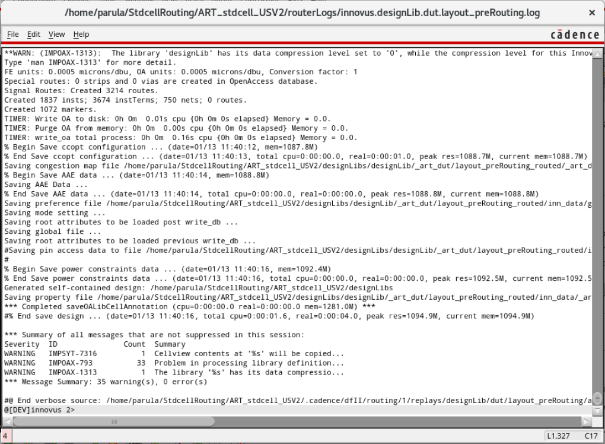 /home/parula/StdcellRouting/ART_stdcell_USV2/routerLogs/innovus.designLib.dut.layout_preRouting.log
File Edit View Help
cādence
**WARN: (IMPOAX-1313): The library 'designLib' has its data compression level set to '0', while the compression level for this Innov
Type 'man IMPOAX-1313' for more detail.
FE units: 0.0005 microns/dbu, OA units: 0.0005 microns/dbu, Conversion factor: 1
Special routes: 0 strips and 0 vias are created in OpenAccess database.
Signal Routes: Created 3214 routes.
Created 1837 insts; 3674 instTerms; 750 nets; 0 routes.
Created 1072 markers.
TIMER: Write OA to disk: 0h 0m 0.01s cpu {0h 0m 0s elapsed} Memory = 0.0.
TIMER: Purge OA from memory: 0h 0m 0.00s cpu {0h 0m 0s elapsed} Memory = 0.0.
TIMER: write_oa total process: 0h 0m 0.16s cpu {0h 0m 0s elapsed} Memory = 0.0.
% Begin Save ccopt configuration ... (date=01/13 11:40:12, mem=1087.8M)
% End Save ccopt configuration ... (date=01/13 11:40:13, total cpu=0:00:00.0, real=0:00:01.0, peak res=1088.7M, current mem=1088.7M)
Saving congestion map file /home/parula/StdcellRouting/ART_stdcell_USV2/designLibs/designLib/_art_dut/layout_preRouting_routed/inn_d
% Begin Save AAE data ... (date=01/13 11:40:14, mem=1088.8M)
Saving AAE Data ...
% End Save AAE data ... (date=01/13 11:40:14, total cpu=0:00:00.0, real=0:00:00.0, peak res=1088.8M, current mem=1088.8M)
Saving preference file /home/parula/StdcellRouting/ART_stdcell_USV2/designLibs/designLib/_art_dut/layout_preRouting_routed/inn_data/g
Saving mode setting ...
Saving root attributes to be loaded post write_db ...
Saving global file ...
Saving root attributes to be loaded previous write_db ...
#Saving pin access data to file /home/parula/StdcellRouting/ART_stdcell_USV2/designLibs/designLib/_art_dut/layout_preRouting_routed/i
#
% Begin Save power constraints data ... (date=01/13 11:40:16, mem=1092.4M)
% End Save power constraints data ... (date=01/13 11:40:16, total cpu=0:00:00.0, real=0:00:00.0, peak res=1092.5M, current mem=1092.5
Generated self-contained design: /home/parula/StdcellRouting/ART_stdcell_USV2/designLibs
Saving property file /home/parula/StdcellRouting/ART_stdcell_USV2/designLibs/designLib/_art_dut/layout_preRouting_routed/inn_data/_ar
*** Completed saveOALibCellAnnotation (cpu=0:00:00.0 real=0:00:00.0 mem=1281.0M) ***
#% End save design ... (date=01/13 11:40:16, total cpu=0:00:01.6, real=0:00:04.0, peak res=1094.9M, current mem=1094.9M)
*** Summary of all messages that are not suppressed in this session:
Severity ID Count Summary
WARNING IMPSYT-7316 1 Cellview contents at '%s' will be copied...
WARNING IMPOAX-793 33 Problem in processing library definition...
WARNING IMPOAX-1313 1 The library '%s' has its data compressio...
*** Message Summary: 35 warning(s), 0 error(s)
#@ End verbose source: /home/parula/StdcellRouting/ART_stdcell_USV2/.cadence/dfII/routing/1/replays/designLib/dut/layout_preRouting/a
@[DEV]innovus 2>
4
L1,327 C17